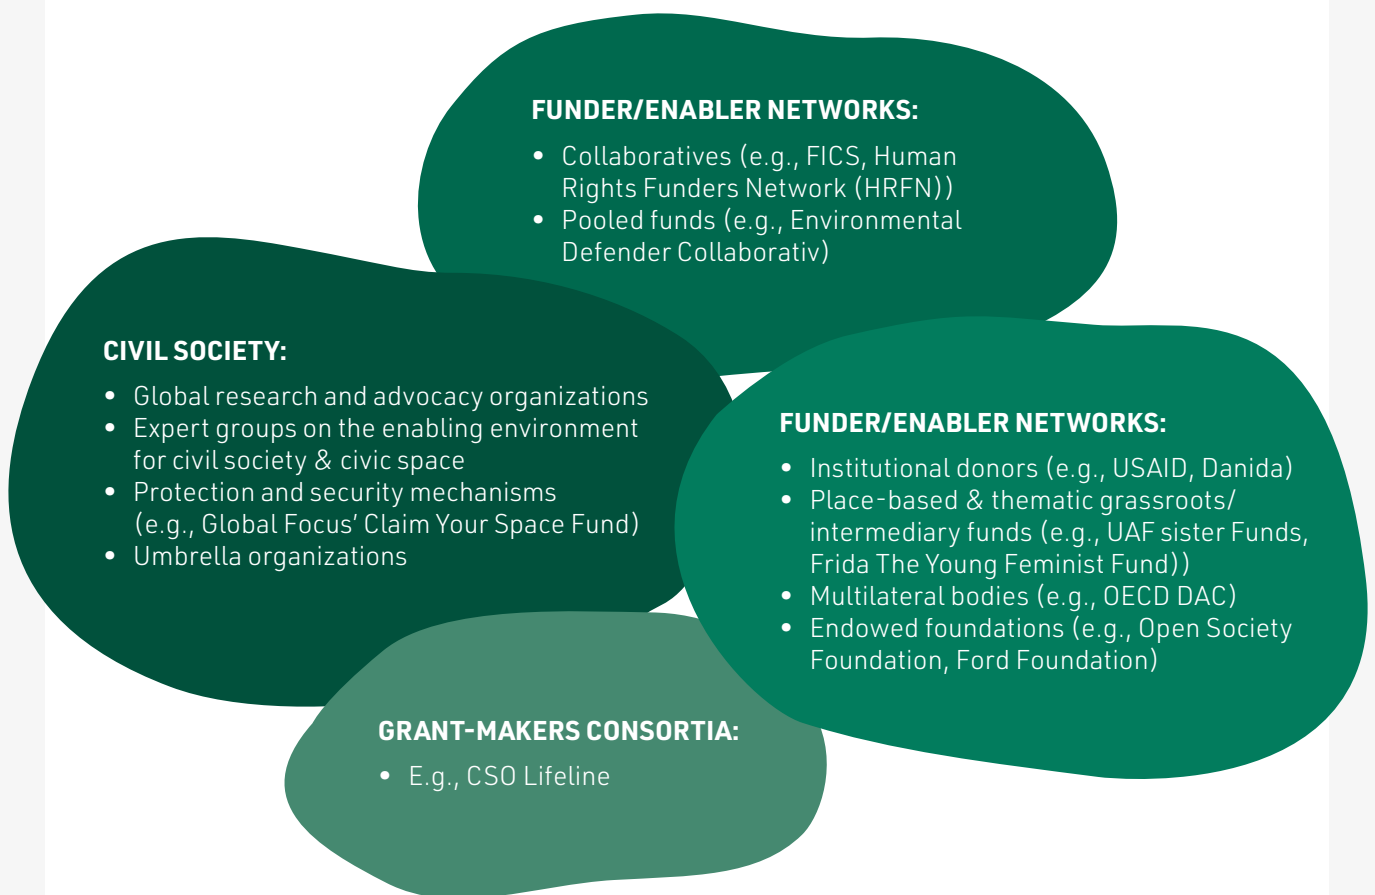 FUNDER/ENABLER NETWORKS:
• Collaboratives (e.g., FICS, Human
Rights Funders Network (HRFN))
• Pooled funds (e.g., Environmental
Defender Collaborativ)
CIVIL SOCIETY:
• Global research and advocacy organizations
• Expert groups on the enabling environment
for civil society & civic space
• Protection and security mechanisms
(e.g., Global Focus’ Claim Your Space Fund)
• Umbrella organizations
FUNDER/ENABLER NETWORKS:
• Institutional donors (e.g., USAID, Danida)
• Place-based & thematic grassroots/
intermediary funds (e.g., UAF sister Funds,
Frida The Young Feminist Fund))
• Multilateral bodies (e.g., OECD DAC)
• Endowed foundations (e.g., Open Society
Foundation, Ford Foundation)
GRANT-MAKERS CONSORTIA:
• E.g., CSO Lifeline